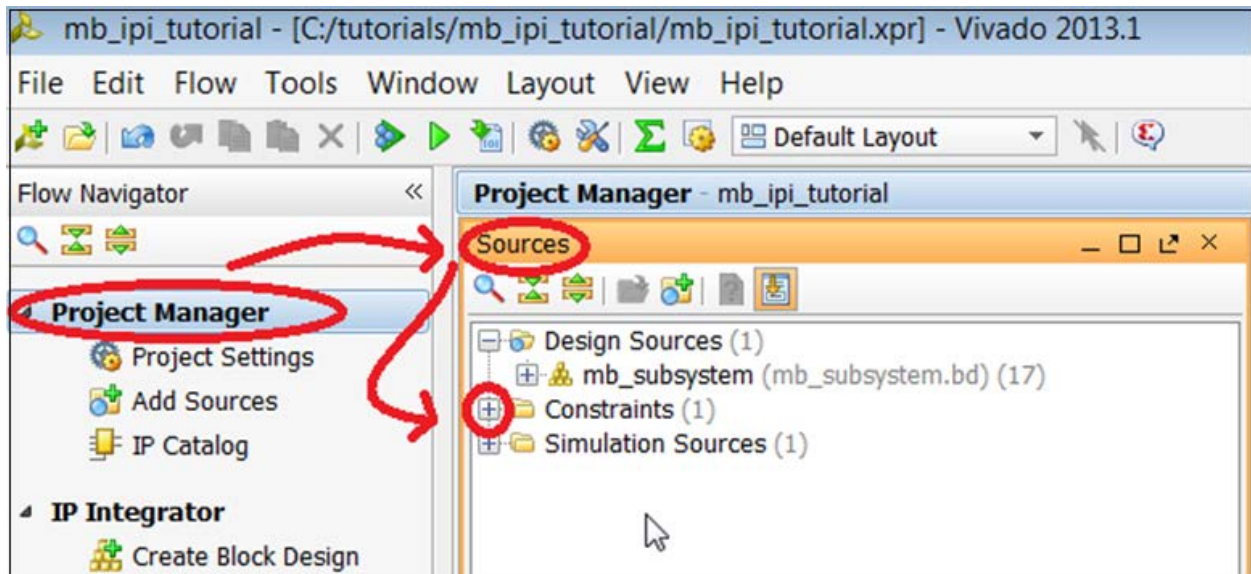 mb_ipi_tutorial - [C:/tutorials/mb_ipi_tutorial/mb_ipi_tutorial.xpr] - Vivado 2013.1
File Edit Flow Tools Window Layout View Help
Default Layout
Flow Navigator
Project Manager
Project Settings
Add Sources
IP Catalog
IP Integrator
Create Block Design
Project Manager - mb_ipi_tutorial
Sources
Design Sources (1)
mb_subsystem (mb_subsystem.bd) (17)
Constraints (1)
Simulation Sources (1)